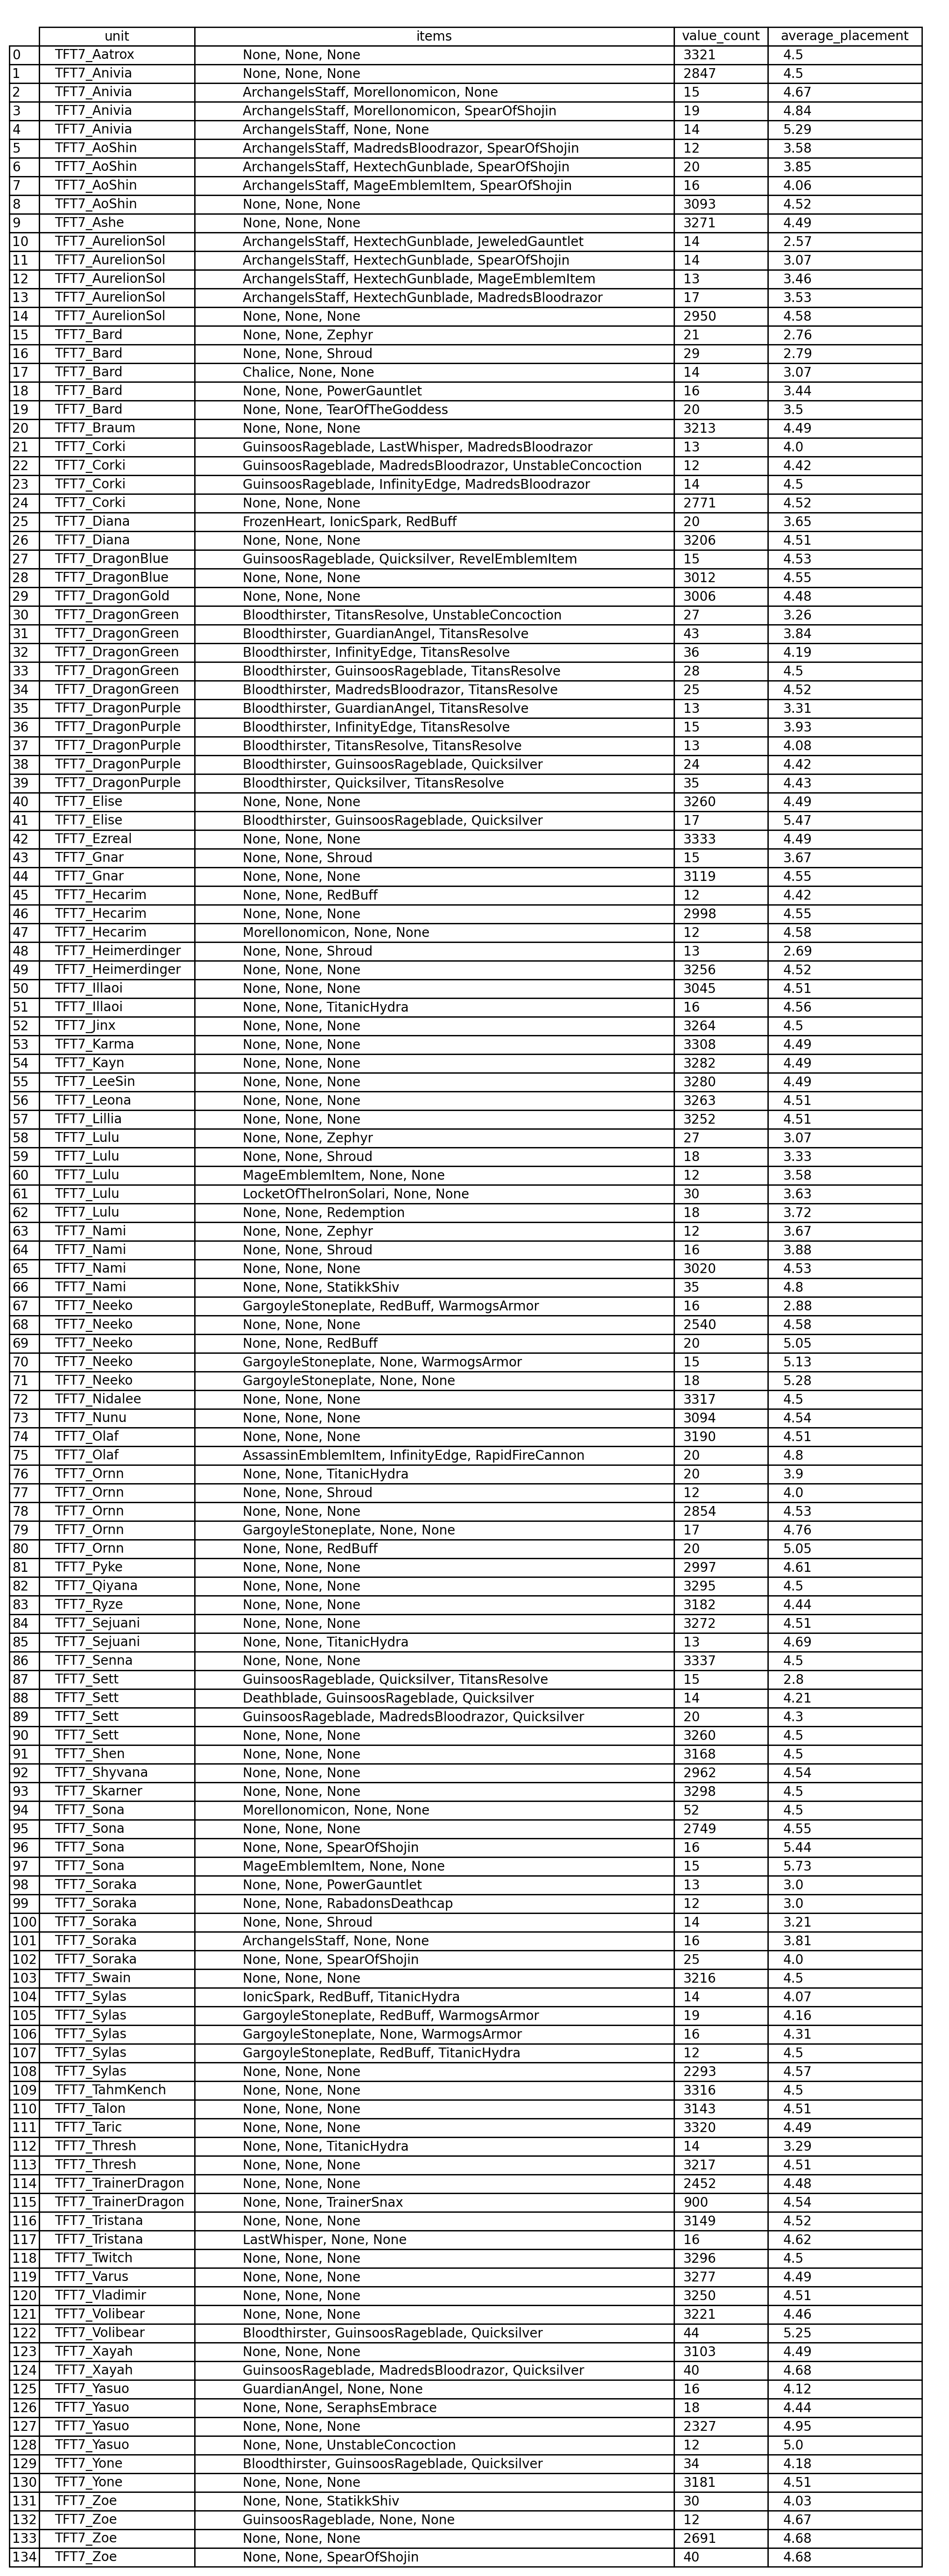 unit items value_count average_placement
0 TFT7_Aatrox None, None, None 3321 4.5
1 TFT7_Anivia None, None, None 2847 4.5
2 TFT7_Anivia ArchangelsStaff, Morellonomicon, None 15 4.67
3 TFT7_Anivia ArchangelsStaff, Morellonomicon, SpearOfShojin 19 4.84
4 TFT7_Anivia ArchangelsStaff, None, None 14 5.29
5 TFT7_AoShin ArchangelsStaff, MadredsBloodrazor, SpearOfShojin 12 3.58
6 TFT7_AoShin ArchangelsStaff, HextechGunblade, SpearOfShojin 20 3.85
7 TFT7_AoShin ArchangelsStaff, MageEmblemItem, SpearOfShojin 16 4.06
8 TFT7_AoShin None, None, None 3093 4.52
9 TFT7_Ashe None, None, None 3271 4.49
10 TFT7_AurelionSol ArchangelsStaff, HextechGunblade, JeweledGauntlet 14 2.57
11 TFT7_AurelionSol ArchangelsStaff, HextechGunblade, SpearOfShojin 14 3.07
12 TFT7_AurelionSol ArchangelsStaff, HextechGunblade, MageEmblemItem 13 3.46
13 TFT7_AurelionSol ArchangelsStaff, HextechGunblade, MadredsBloodrazor 17 3.53
14 TFT7_AurelionSol None, None, None 2950 4.58
15 TFT7_Bard None, None, Zephyr 21 2.76
16 TFT7_Bard None, None, Shroud 29 2.79
17 TFT7_Bard Chalice, None, None 14 3.07
18 TFT7_Bard None, None, PowerGauntlet 16 3.44
19 TFT7_Bard None, None, TearOfTheGoddess 20 3.5
20 TFT7_Braum None, None, None 3213 4.49
21 TFT7_Corki GuinsoosRageblade, LastWhisper, MadredsBloodrazor 13 4.0
22 TFT7_Corki GuinsoosRageblade, MadredsBloodrazor, UnstableConcoction 12 4.42
23 TFT7_Corki GuinsoosRageblade, InfinityEdge, MadredsBloodrazor 14 4.5
24 TFT7_Corki None, None, None 2771 4.52
25 TFT7_Diana FrozenHeart, IonicSpark, RedBuff 20 3.65
26 TFT7_Diana None, None, None 3206 4.51
27 TFT7_DragonBlue GuinsoosRageblade, Quicksilver, RevelEmblemItem 15 4.53
28 TFT7_DragonBlue None, None, None 3012 4.55
29 TFT7_DragonGold None, None, None 3006 4.48
30 TFT7_DragonGreen Bloodthirster, TitansResolve, UnstableConcoction 27 3.26
31 TFT7_DragonGreen Bloodthirster, GuardianAngel, TitansResolve 43 3.84
32 TFT7_DragonGreen Bloodthirster, InfinityEdge, TitansResolve 36 4.19
33 TFT7_DragonGreen Bloodthirster, GuinsoosRageblade, TitansResolve 28 4.5
34 TFT7_DragonGreen Bloodthirster, MadredsBloodrazor, TitansResolve 25 4.52
35 TFT7_DragonPurple Bloodthirster, GuardianAngel, TitansResolve 13 3.31
36 TFT7_DragonPurple Bloodthirster, InfinityEdge, TitansResolve 15 3.93
37 TFT7_DragonPurple Bloodthirster, TitansResolve, TitansResolve 13 4.08
38 TFT7_DragonPurple Bloodthirster, GuinsoosRageblade, Quicksilver 24 4.42
39 TFT7_DragonPurple Bloodthirster, Quicksilver, TitansResolve 35 4.43
40 TFT7_Elise None, None, None 3260 4.49
41 TFT7_Elise Bloodthirster, GuinsoosRageblade, Quicksilver 17 5.47
42 TFT7_Ezreal None, None, None 3333 4.49
43 TFT7_Gnar None, None, Shroud 15 3.67
44 TFT7_Gnar None, None, None 3119 4.55
45 TFT7_Hecarim None, None, RedBuff 12 4.42
46 TFT7_Hecarim None, None, None 2998 4.55
47 TFT7_Hecarim Morellonomicon, None, None 12 4.58
48 TFT7_Heimerdinger None, None, Shroud 13 2.69
49 TFT7_Heimerdinger None, None, None 3256 4.52
50 TFT7_Illaoi None, None, None 3045 4.51
51 TFT7_Illaoi None, None, TitanicHydra 16 4.56
52 TFT7_Jinx None, None, None 3264 4.5
53 TFT7_Karma None, None, None 3308 4.49
54 TFT7_Kayn None, None, None 3282 4.49
55 TFT7_LeeSin None, None, None 3280 4.49
56 TFT7_Leona None, None, None 3263 4.51
57 TFT7_Lillia None, None, None 3252 4.51
58 TFT7_Lulu None, None, Zephyr 27 3.07
59 TFT7_Lulu None, None, Shroud 18 3.33
60 TFT7_Lulu MageEmblemItem, None, None 12 3.58
61 TFT7_Lulu LocketOfTheIronSolari, None, None 30 3.63
62 TFT7_Lulu None, None, Redemption 18 3.72
63 TFT7_Nami None, None, Zephyr 12 3.67
64 TFT7_Nami None, None, Shroud 16 3.88
65 TFT7_Nami None, None, None 3020 4.53
66 TFT7_Nami None, None, StatikkShiv 35 4.8
67 TFT7_Neeko GargoyleStoneplate, RedBuff, WarmogsArmor 16 2.88
68 TFT7_Neeko None, None, None 2540 4.58
69 TFT7_Neeko None, None, RedBuff 20 5.05
70 TFT7_Neeko GargoyleStoneplate, None, WarmogsArmor 15 5.13
71 TFT7_Neeko GargoyleStoneplate, None, None 18 5.28
72 TFT7_Nidalee None, None, None 3317 4.5
73 TFT7_Nunu None, None, None 3094 4.54
74 TFT7_Olaf None, None, None 3190 4.51
75 TFT7_Olaf AssassinEmblemItem, InfinityEdge, RapidFireCannon 20 4.8
76 TFT7_Ornn None, None, TitanicHydra 20 3.9
77 TFT7_Ornn None, None, Shroud 12 4.0
78 TFT7_Ornn None, None, None 2854 4.53
79 TFT7_Ornn GargoyleStoneplate, None, None 17 4.76
80 TFT7_Ornn None, None, RedBuff 20 5.05
81 TFT7_Pyke None, None, None 2997 4.61
82 TFT7_Qiyana None, None, None 3295 4.5
83 TFT7_Ryze None, None, None 3182 4.44
84 TFT7_Sejuani None, None, None 3272 4.51
85 TFT7_Sejuani None, None, TitanicHydra 13 4.69
86 TFT7_Senna None, None, None 3337 4.5
87 TFT7_Sett GuinsoosRageblade, Quicksilver, TitansResolve 15 2.8
88 TFT7_Sett Deathblade, GuinsoosRageblade, Quicksilver 14 4.21
89 TFT7_Sett GuinsoosRageblade, MadredsBloodrazor, Quicksilver 20 4.3
90 TFT7_Sett None, None, None 3260 4.5
91 TFT7_Shen None, None, None 3168 4.5
92 TFT7_Shyvana None, None, None 2962 4.54
93 TFT7_Skarner None, None, None 3298 4.5
94 TFT7_Sona Morellonomicon, None, None 52 4.5
95 TFT7_Sona None, None, None 2749 4.55
96 TFT7_Sona None, None, SpearOfShojin 16 5.44
97 TFT7_Sona MageEmblemItem, None, None 15 5.73
98 TFT7_Soraka None, None, PowerGauntlet 13 3.0
99 TFT7_Soraka None, None, RabadonsDeathcap 12 3.0
100 TFT7_Soraka None, None, Shroud 14 3.21
101 TFT7_Soraka ArchangelsStaff, None, None 16 3.81
102 TFT7_Soraka None, None, SpearOfShojin 25 4.0
103 TFT7_Swain None, None, None 3216 4.5
104 TFT7_Sylas IonicSpark, RedBuff, TitanicHydra 14 4.07
105 TFT7_Sylas GargoyleStoneplate, RedBuff, WarmogsArmor 19 4.16
106 TFT7_Sylas GargoyleStoneplate, None, WarmogsArmor 16 4.31
107 TFT7_Sylas GargoyleStoneplate, RedBuff, TitanicHydra 12 4.5
108 TFT7_Sylas None, None, None 2293 4.57
109 TFT7_TahmKench None, None, None 3316 4.5
110 TFT7_Talon None, None, None 3143 4.51
111 TFT7_Taric None, None, None 3320 4.49
112 TFT7_Thresh None, None, TitanicHydra 14 3.29
113 TFT7_Thresh None, None, None 3217 4.51
114 TFT7_TrainerDragon None, None, None 2452 4.48
115 TFT7_TrainerDragon None, None, TrainerSnax 900 4.54
116 TFT7_Tristana None, None, None 3149 4.52
117 TFT7_Tristana LastWhisper, None, None 16 4.62
118 TFT7_Twitch None, None, None 3296 4.5
119 TFT7_Varus None, None, None 3277 4.49
120 TFT7_Vladimir None, None, None 3250 4.51
121 TFT7_Volibear None, None, None 3221 4.46
122 TFT7_Volibear Bloodthirster, GuinsoosRageblade, Quicksilver 44 5.25
123 TFT7_Xayah None, None, None 3103 4.49
124 TFT7_Xayah GuinsoosRageblade, MadredsBloodrazor, Quicksilver 40 4.68
125 TFT7_Yasuo GuardianAngel, None, None 16 4.12
126 TFT7_Yasuo None, None, SeraphsEmbrace 18 4.44
127 TFT7_Yasuo None, None, None 2327 4.95
128 TFT7_Yasuo None, None, UnstableConcoction 12 5.0
129 TFT7_Yone Bloodthirster, GuinsoosRageblade, Quicksilver 34 4.18
130 TFT7_Yone None, None, None 3181 4.51
131 TFT7_Zoe None, None, StatikkShiv 30 4.03
132 TFT7_Zoe GuinsoosRageblade, None, None 12 4.67
133 TFT7_Zoe None, None, None 2691 4.68
134 TFT7_Zoe None, None, SpearOfShojin 40 4.68